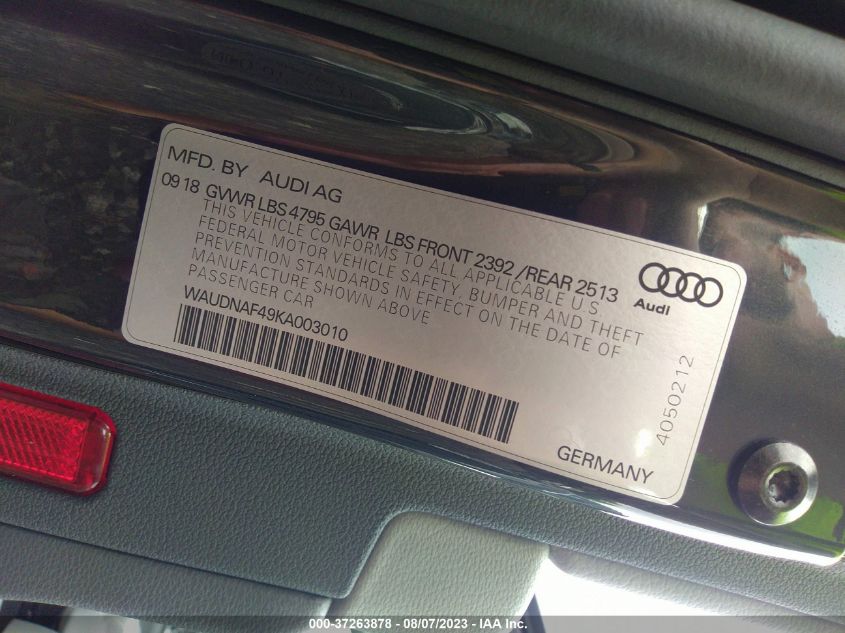 MFD. BY AUDI AG
09 18 GVWR LBS 4795 GAWR LBS FRONT 2392 /REAR 2513
THIS VEHICLE CONFORMS TO ALL APPLICABLE U S
FEDERAL MOTOR VEHICLE SAFETY, BUMPER AND THEFT
PREVENTION STANDARDS IN EFFECT ON THE DATE OF
MANUFACTURE SHOWN ABOVE
PASSENGER CAR
WAUDNAF49KA003010
Audi
4050212
GERMANY
000-37263878 - 08/07/2023 - IAA Inc.